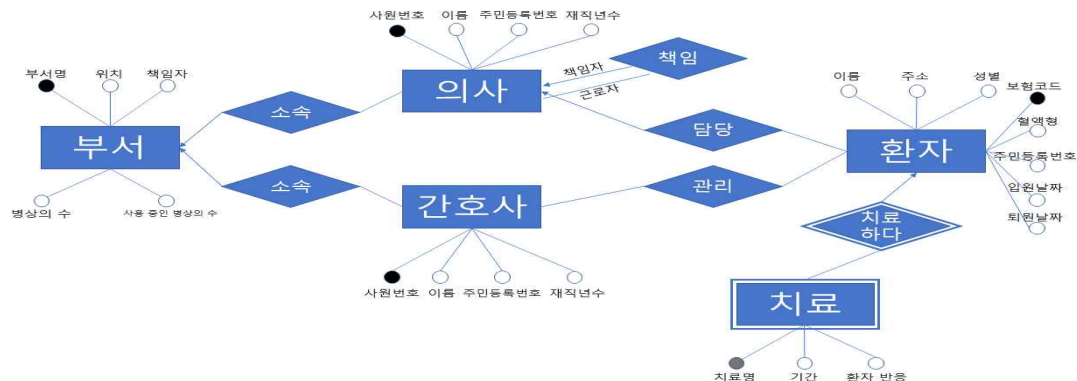 사원번호 이름 주민등록번호 재직년수
책임
책임자
근로자
의사
부서명 위치 책임자
소속
부서
병상의 수 사용 중인 병상의 수
소속
간호사
사원번호 이름 주민등록번호 재직년수
담당
관리
이름 주소 성별 보험코드
혈액형
환자
주민등록번호
입원날짜
퇴원날짜
치료
하다
치료
치료명 기간 환자 반응